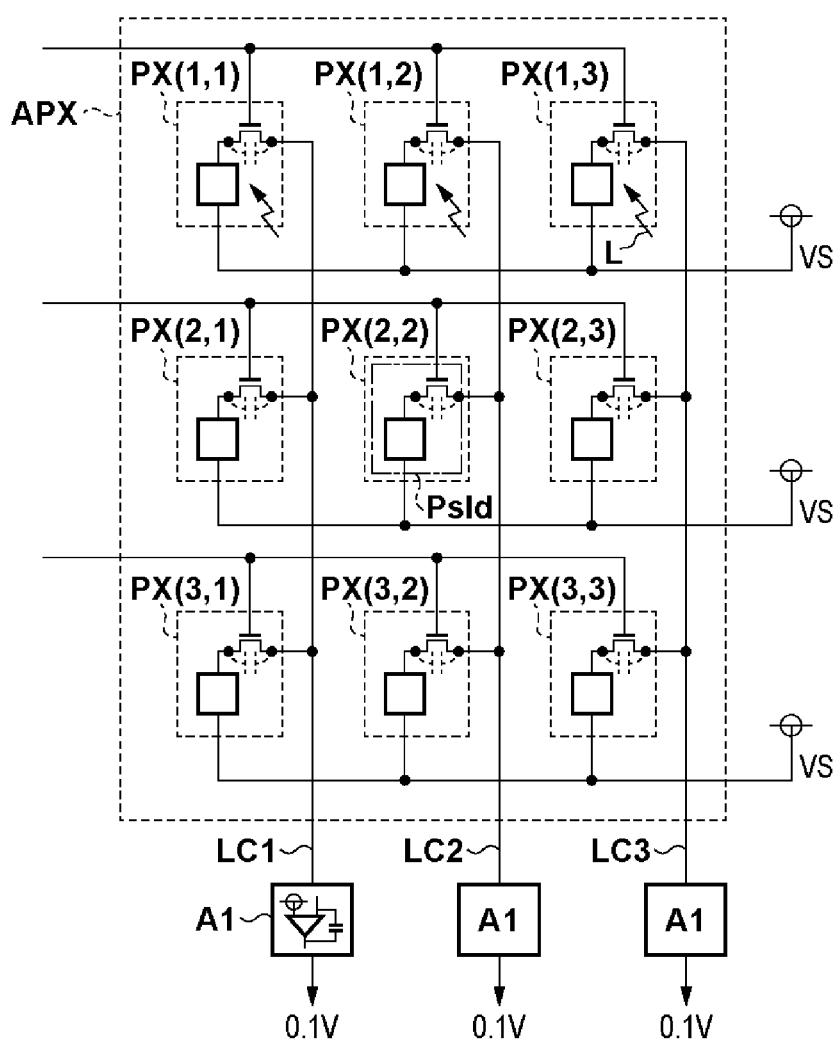 PX(1,1) PX(1,2) PX(1,3)
APX
L
VS
PX(2,1) PX(2,2) PX(2,3)
Psld
VS
PX(3,1) PX(3,2) PX(3,3)
VS
LC1 LC2 LC3
A1 A1 A1
0.1V 0.1V 0.1V